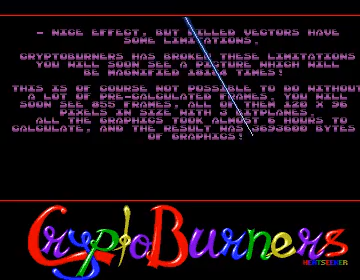 - NICE EFFECT, BUT FILLED VECTORS HAVE
SOME LIMITATIONS.
CRYPTOBURNERS HAS BROKEN THESE LIMITATIONS
YOU WILL SOON SEE A PICTURE WHICH WILL
BE MAGNIFIED TIMES!
THIS IS OF COURSE NOT POSSIBLE TO DO WITHOUT
A LOT OF PRE-CALCULATED FRAMES. YOU WILL
SOON SEE 855 FRAMES, ALL OF THEM 128 X 96
PIXELS IN SIZE WITH 3 BITPLANES.
ALL THE GRAPHICS TOOK ALMOST 6 HOURS TO
CALCULATE, AND THE RESULT WAS 3693600 BYTES
OF GRAPHICS!
CryptoBurners